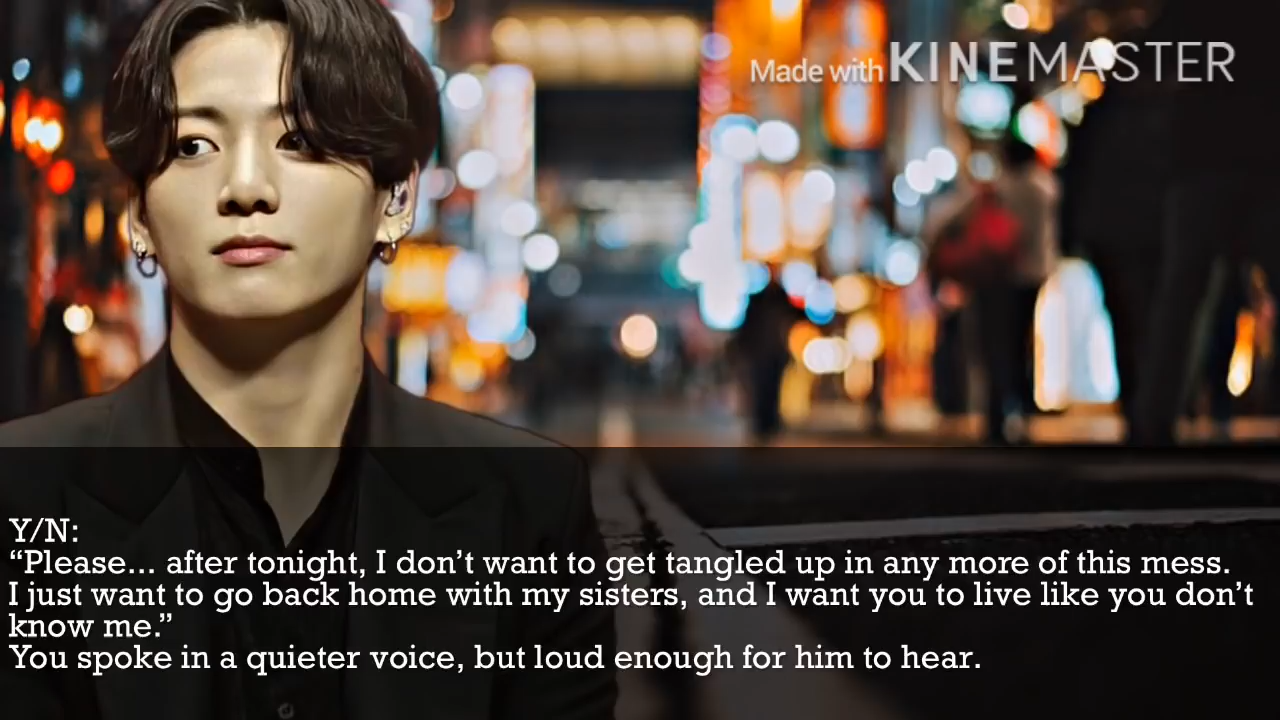 Made with KINEMASTER
Y/N:
“Please... after tonight, I don’t want to get tangled up in any more of this mess.
I just want to go back home with my sisters, and I want you to live like you don’t
know me.”
You spoke in a quieter voice, but loud enough for him to hear.